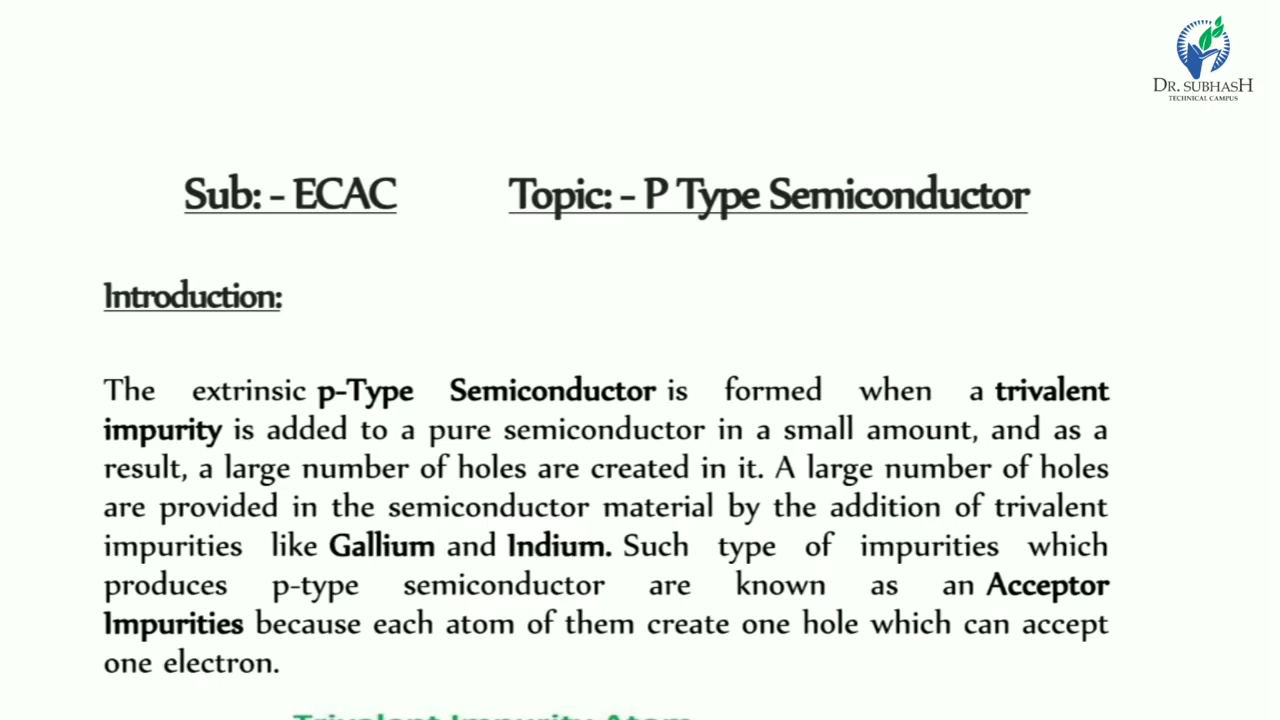 DR. SUBHASH
TECHNICAL CAMPUS
Sub: - ECAC Topic: - P Type Semiconductor
Introduction:
The extrinsic p-Type Semiconductor is formed when a trivalent
impurity is added to a pure semiconductor in a small amount, and as a
result, a large number of holes are created in it. A large number of holes
are provided in the semiconductor material by the addition of trivalent
impurities like Gallium and Indium. Such type of impurities which
produces p-type semiconductor are known as an Acceptor
Impurities because each atom of them create one hole which can accept
one electron.
Trivalent Impurity Atom